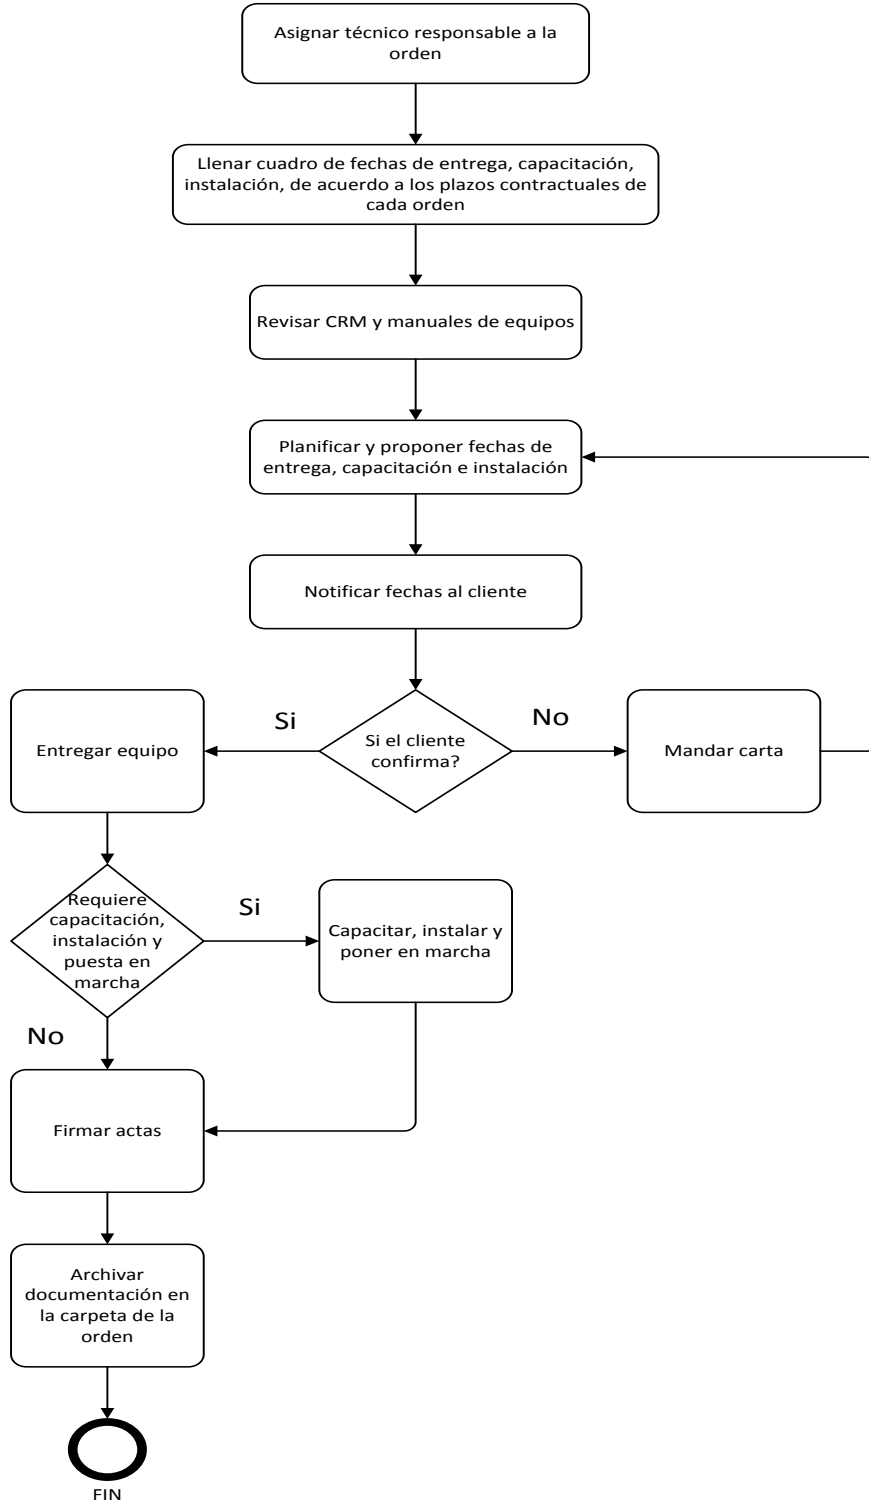 Asignar técnico responsable a la
orden
Llenar cuadro de fechas de entrega, capacitación,
instalación, de acuerdo a los plazos contractuales de
cada orden
Revisar CRM y manuales de equipos
Planificar y proponer fechas de
entrega, capacitación e instalación
Notificar fechas al cliente
Si
No
Entregar equipo
Si el cliente
confirma?
Mandar carta
Requiere
capacitación,
instalación y
puesta en
marcha
Si
Capacitar, instalar y
poner en marcha
No
Firmar actas
Archivar
documentación en
la carpeta de la
orden
FIN